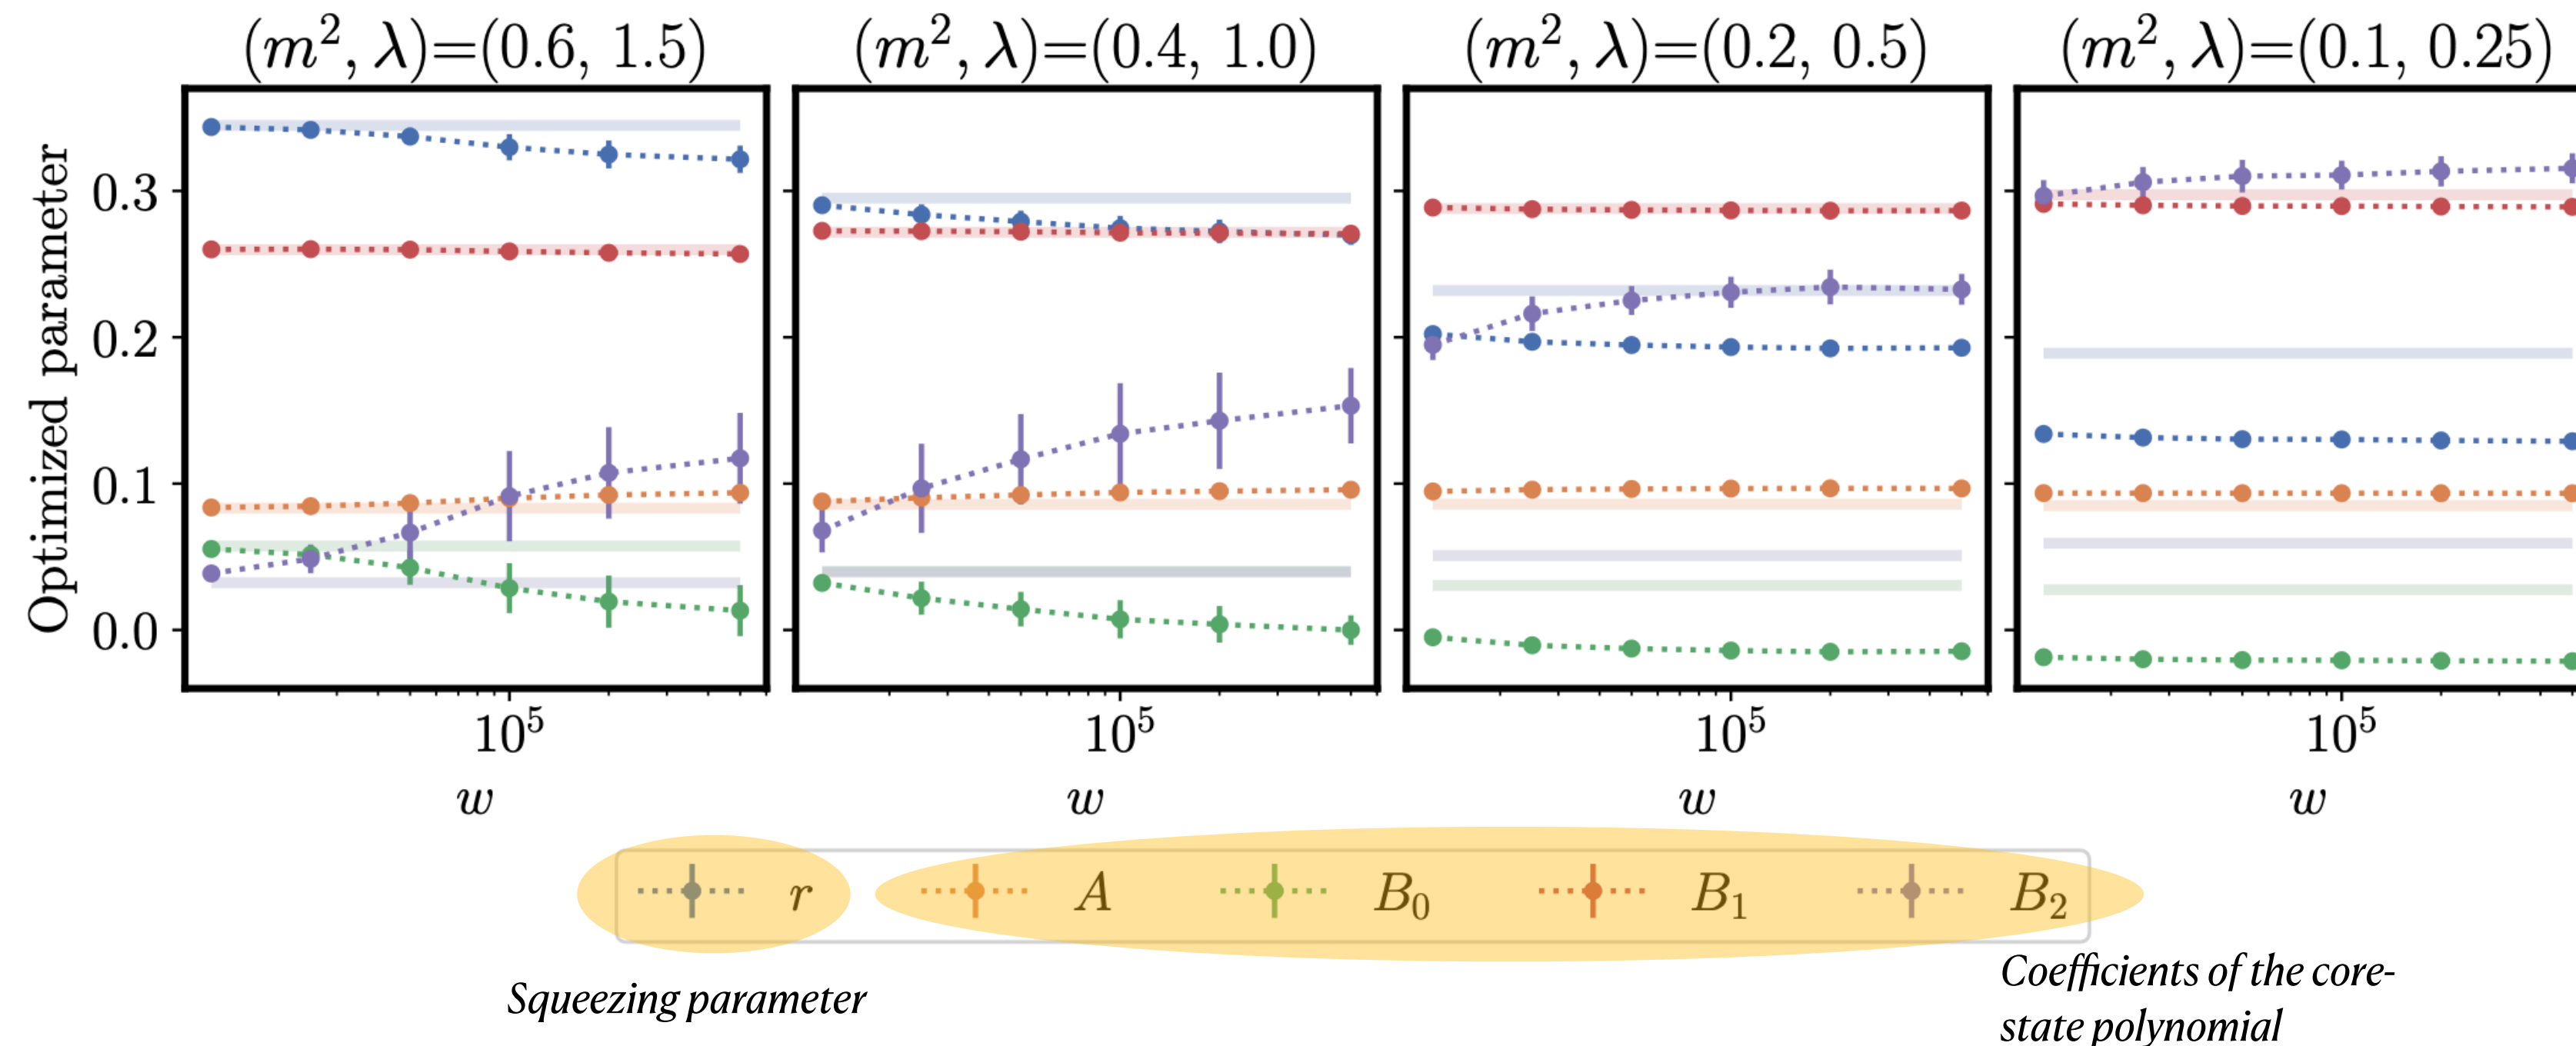 (m², λ)=(0.6, 1.5) (m², λ)=(0.4, 1.0) (m², λ)=(0.2, 0.5) (m², λ)=(0.1, 0.25)
Optimized parameter
0.3
0.2
0.1
0.0
10⁵ 10⁵ 10⁵ 10⁵
w w w w
r A B₀ B₁ B₂
Squeezing parameter
Coefficients of the core-
state polynomial